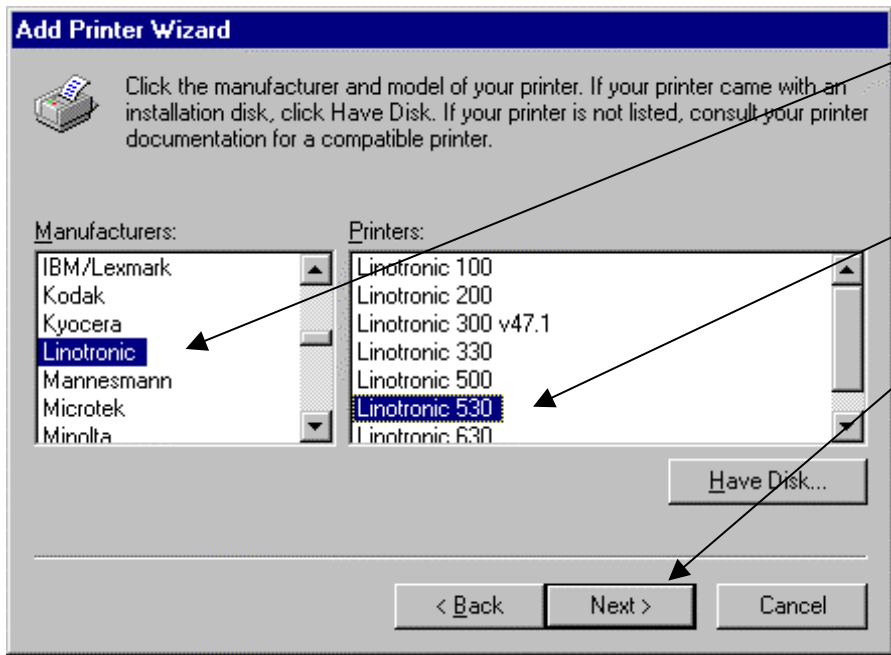 Add Printer Wizard
Click the manufacturer and model of your printer. If your printer came with an
installation disk, click Have Disk. If your printer is not listed, consult your printer
documentation for a compatible printer.
Manufacturers:
IBM/Lexmark
Kodak
Kyocera
Linotronic
Mannesmann
Microtek
Minolta
Printers:
Linotronic 100
Linotronic 200
Linotronic 300 v47.1
Linotronic 330
Linotronic 500
Linotronic 530
Linotronic 630
Have Disk...
< Back
Next >
Cancel